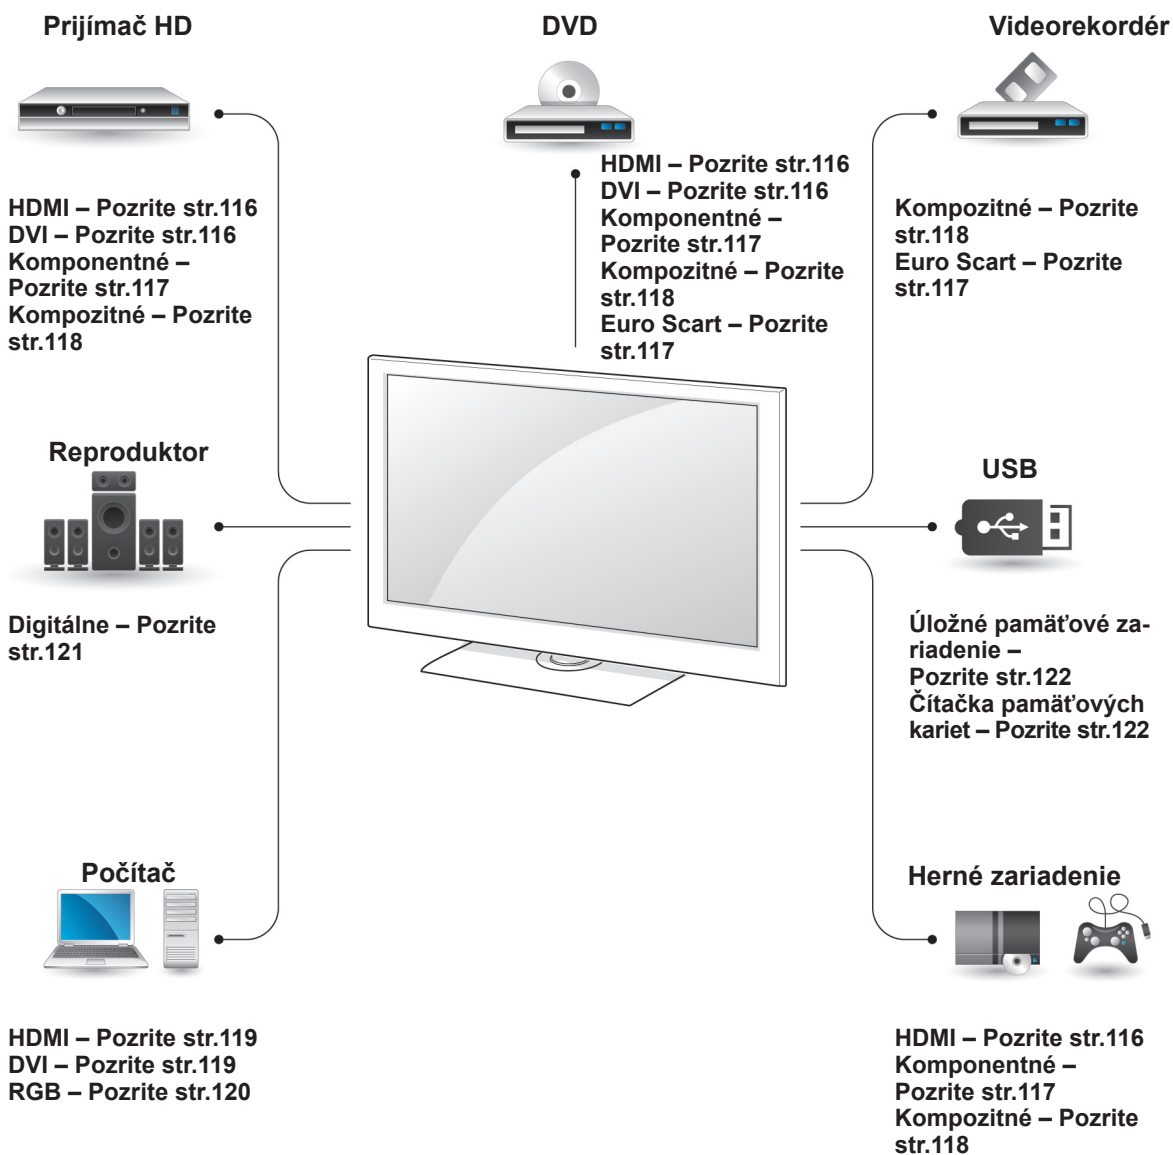 Prijímač HD
HDMI – Pozrite str.116
DVI – Pozrite str.116
Komponentné –
Pozrite str.117
Kompozitné – Pozrite
str.118
DVD
HDMI – Pozrite str.116
DVI – Pozrite str.116
Komponentné –
Pozrite str.117
Kompozitné – Pozrite
str.118
Euro Scart – Pozrite
str.117
Videorekordér
Kompozitné – Pozrite
str.118
Euro Scart – Pozrite
str.117
Reproduktor
Digitálne – Pozrite
str.121
USB
Úložné pamäťové za-
riadenie –
Pozrite str.122
Čítačka pamäťových
kariet – Pozrite str.122
Počítač
HDMI – Pozrite str.119
DVI – Pozrite str.119
RGB – Pozrite str.120
Herné zariadenie
HDMI – Pozrite str.116
Komponentné –
Pozrite str.117
Kompozitné – Pozrite
str.118